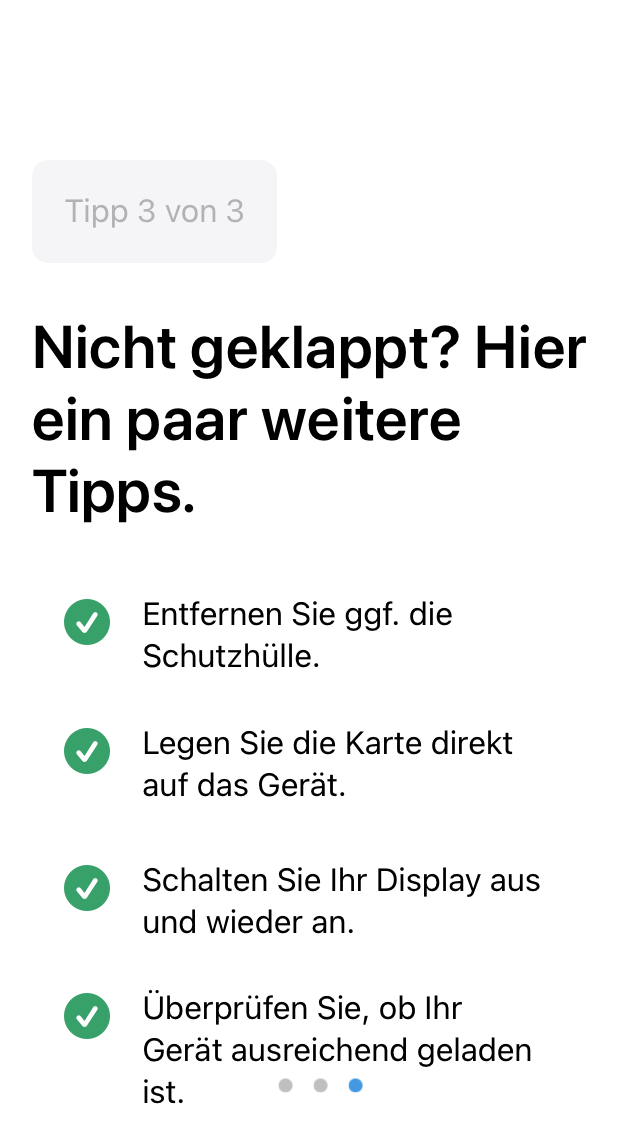 Tipp 3 von 3
Nicht geklappt? Hier
ein paar weitere
Tipps.
Entfernen Sie ggf. die
Schutzhülle.
Legen Sie die Karte direkt
auf das Gerät.
Schalten Sie Ihr Display aus
und wieder an.
Überprüfen Sie, ob Ihr
Gerät ausreichend geladen
ist.